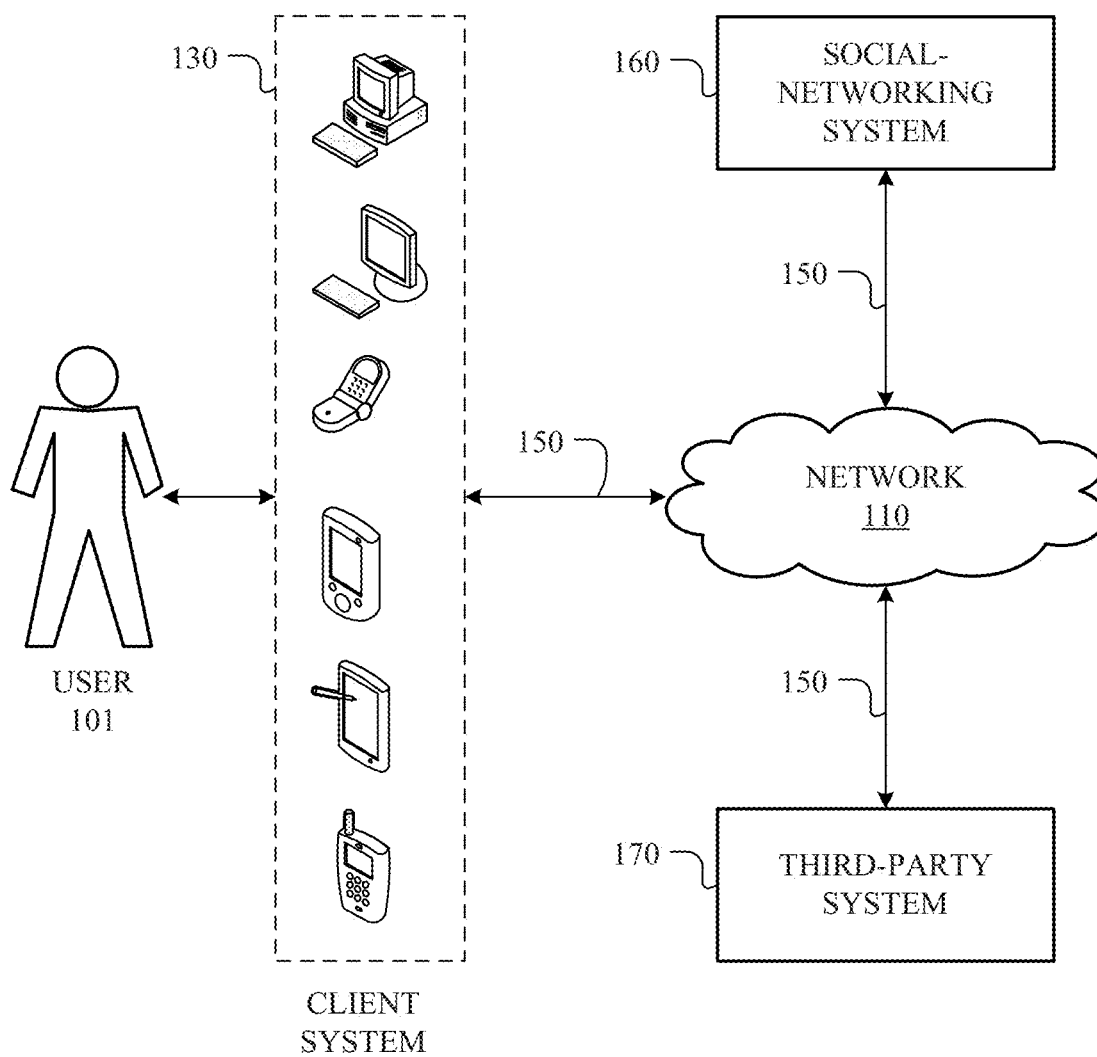 130
160
SOCIAL-
NETWORKING
SYSTEM
150
150
NETWORK
110
USER
101
150
170
THIRD-PARTY
SYSTEM
CLIENT
SYSTEM